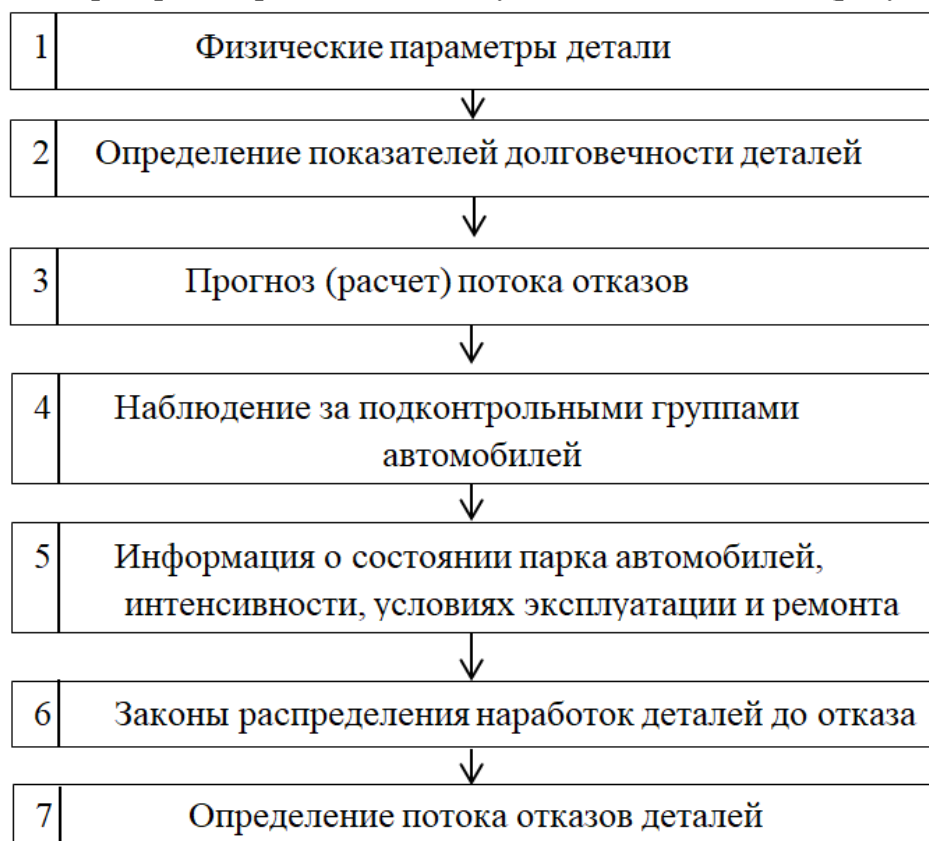 1 Физические параметры детали
2 Определение показателей долговечности деталей
3 Прогноз (расчет) потока отказов
4 Наблюдение за подконтрольными группами
автомобилей
5 Информация о состоянии парка автомобилей,
интенсивности, условиях эксплуатации и ремонта
6 Законы распределения наработок деталей до отказа
7 Определение потока отказов деталей